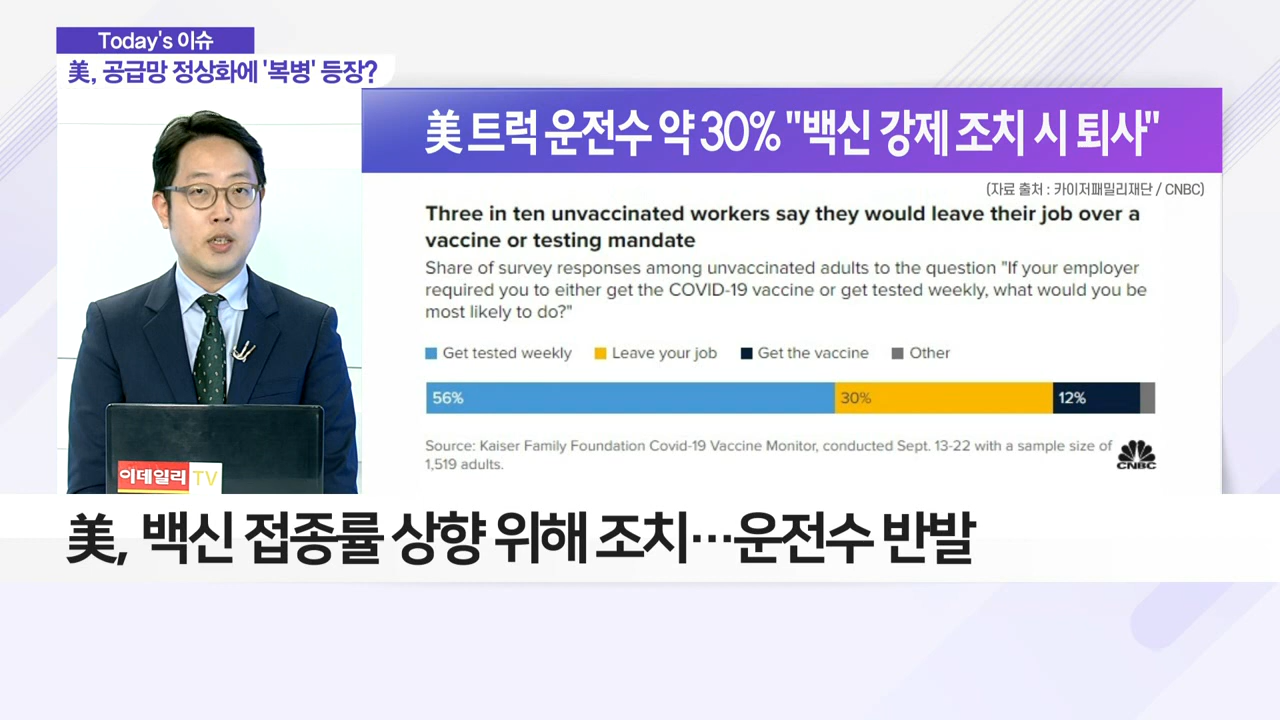 Today's 이슈
美, 공급망 정상화에 '복병' 등장?
美 트럭 운전수 약 30% "백신 강제 조치 시 퇴사"
(자료 출처 : 카이저패밀리재단 / CNBC)
Three in ten unvaccinated workers say they would leave their job over a
vaccine or testing mandate
Share of survey responses among unvaccinated adults to the question "If your employer
required you to either get the COVID-19 vaccine or get tested weekly, what would you be
most likely to do?"
Get tested weekly Leave your job Get the vaccine Other
56% 30% 12%
Source: Kaiser Family Foundation Covid-19 Vaccine Monitor, conducted Sept. 13-22 with a sample size of
1,519 adults.
CNBC
이데일리 TV
美, 백신 접종률 상향 위해 조치…운전수 반발